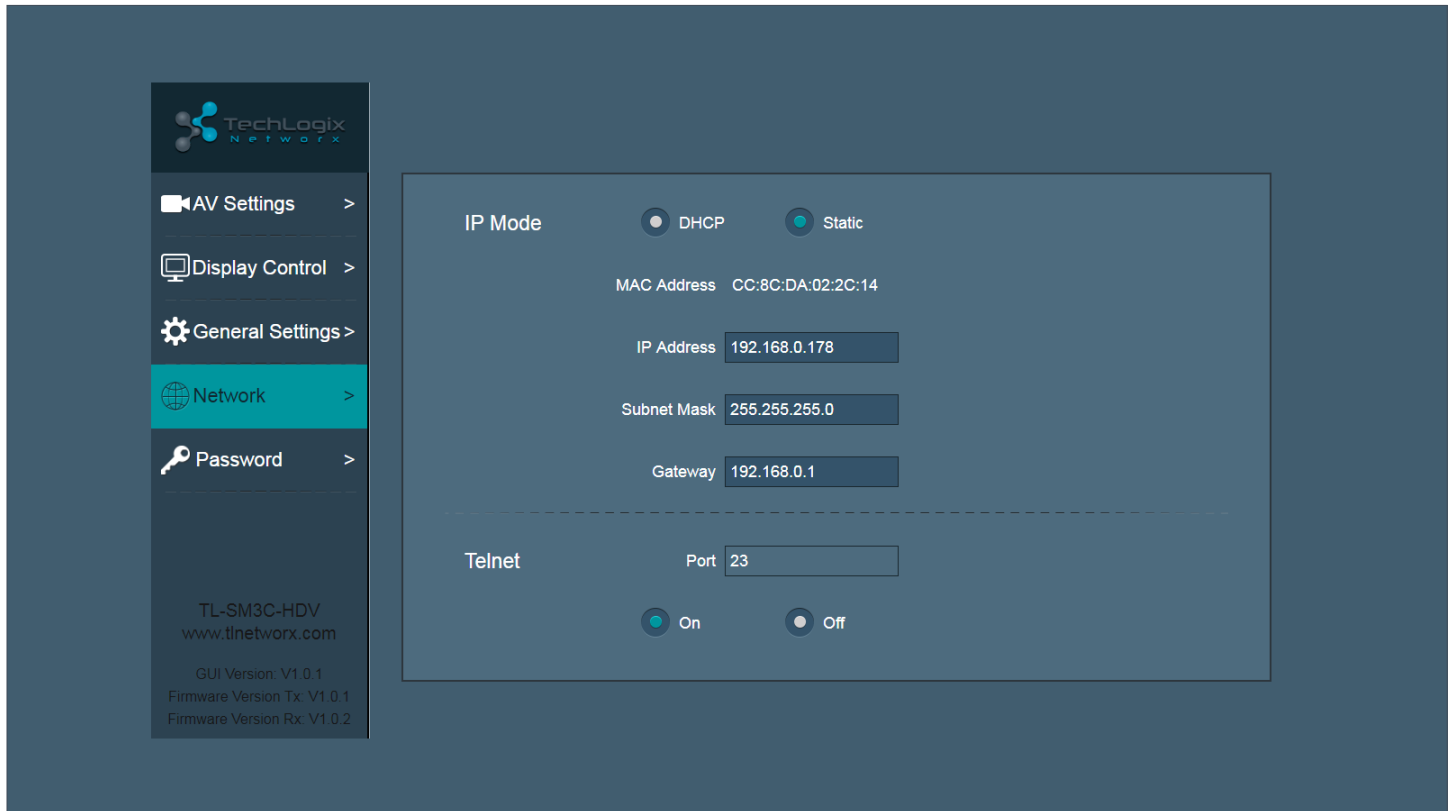 TechLogix
Networx
AV Settings >
Display Control >
General Settings >
Network >
Password >
TL-SM3C-HDV
www.tlnetworx.com
GUI Version: V1.0.1
Firmware Version Tx: V1.0.1
Firmware Version Rx: V1.0.2
IP Mode DHCP Static
MAC Address CC:8C:DA:02:2C:14
IP Address 192.168.0.178
Subnet Mask 255.255.255.0
Gateway 192.168.0.1
Telnet Port 23
On Off